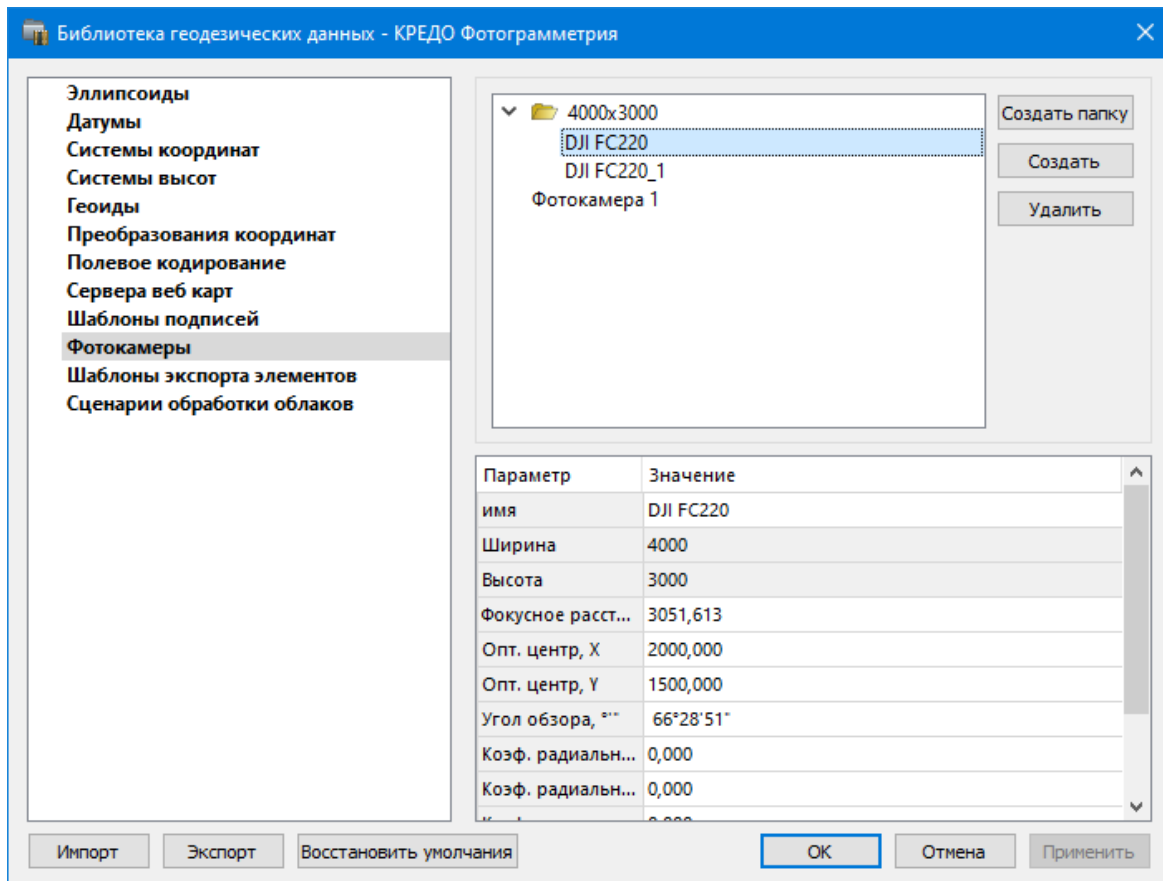 Библиотека геодезических данных - КРЕДО Фотограмметрия
Эллипсоиды
Датумы
Системы координат
Системы высот
Геоиды
Преобразования координат
Полевое кодирование
Сервера веб карт
Шаблоны подписей
Фотокамеры
Шаблоны экспорта элементов
Сценарии обработки облаков
4000x3000
DJI FC220
DJI FC220_1
Фотокамера 1
Создать папку
Создать
Удалить
Параметр Значение
имя DJI FC220
Ширина 4000
Высота 3000
Фокусное расст... 3051,613
Опт. центр, X 2000,000
Опт. центр, Y 1500,000
Угол обзора, °'" 66°28'51"
Коэф. радиальн... 0,000
Коэф. радиальн... 0,000
Импорт Экспорт Восстановить умолчания OK Отмена Применить